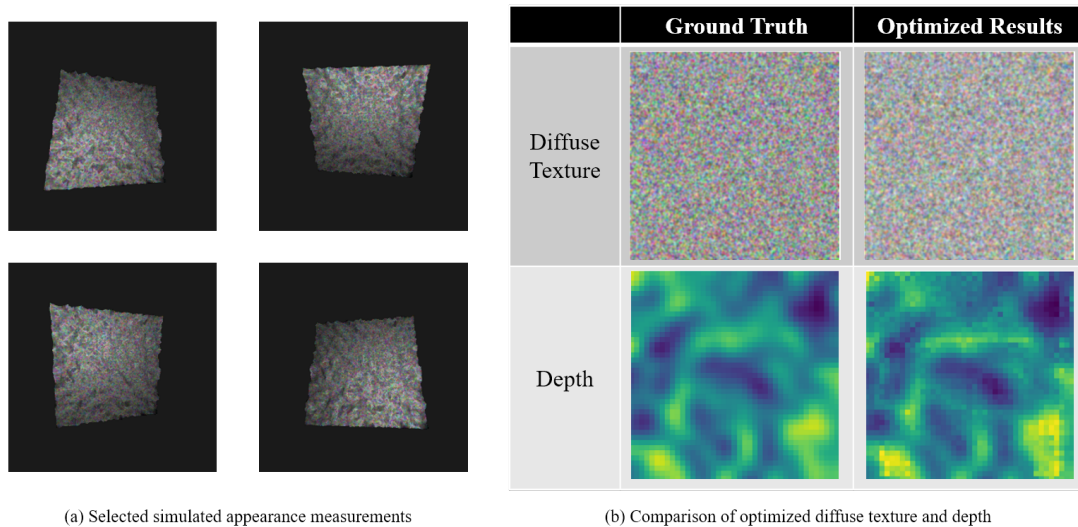 Ground Truth
Optimized Results
Diffuse
Texture
Depth
(a) Selected simulated appearance measurements
(b) Comparison of optimized diffuse texture and depth